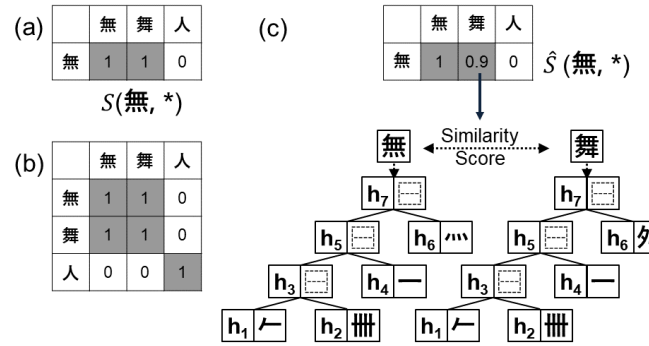 (a)
無 舞 人
無 1 1 0
S(無, *)
(b)
無 舞 人
無 1 1 0
舞 1 1 0
人 0 0 1
(c)
無 舞 人
無 1 0.9 0
Ŝ (無, *)
無 Similarity Score 舞
h7 h7
h5 h6 灬 h5 h6
h3 h4 一 h3 h4 一
h1 𠂉 h2 卌 h1 𠂉 h2 卌